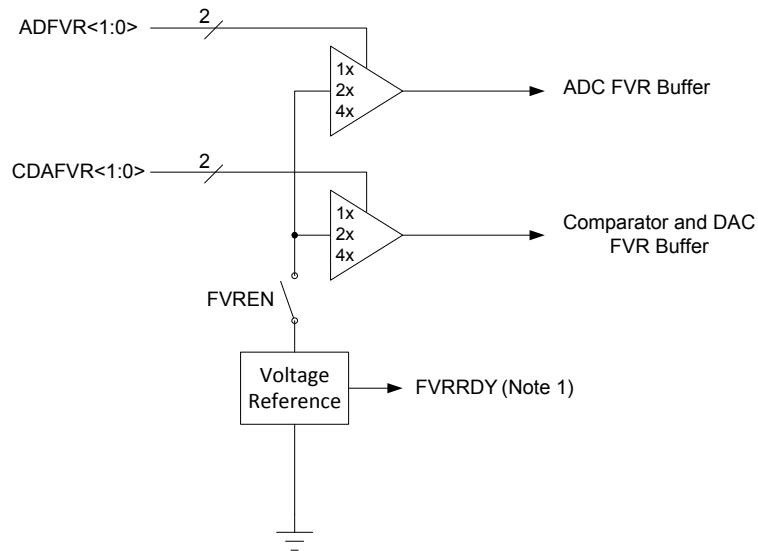 ADFVR<1:0>
2
1x
2x
4x
ADC FVR Buffer
CDAFVR<1:0>
2
1x
2x
4x
Comparator and DAC
FVR Buffer
FVREN
Voltage
Reference
FVRRDY (Note 1)